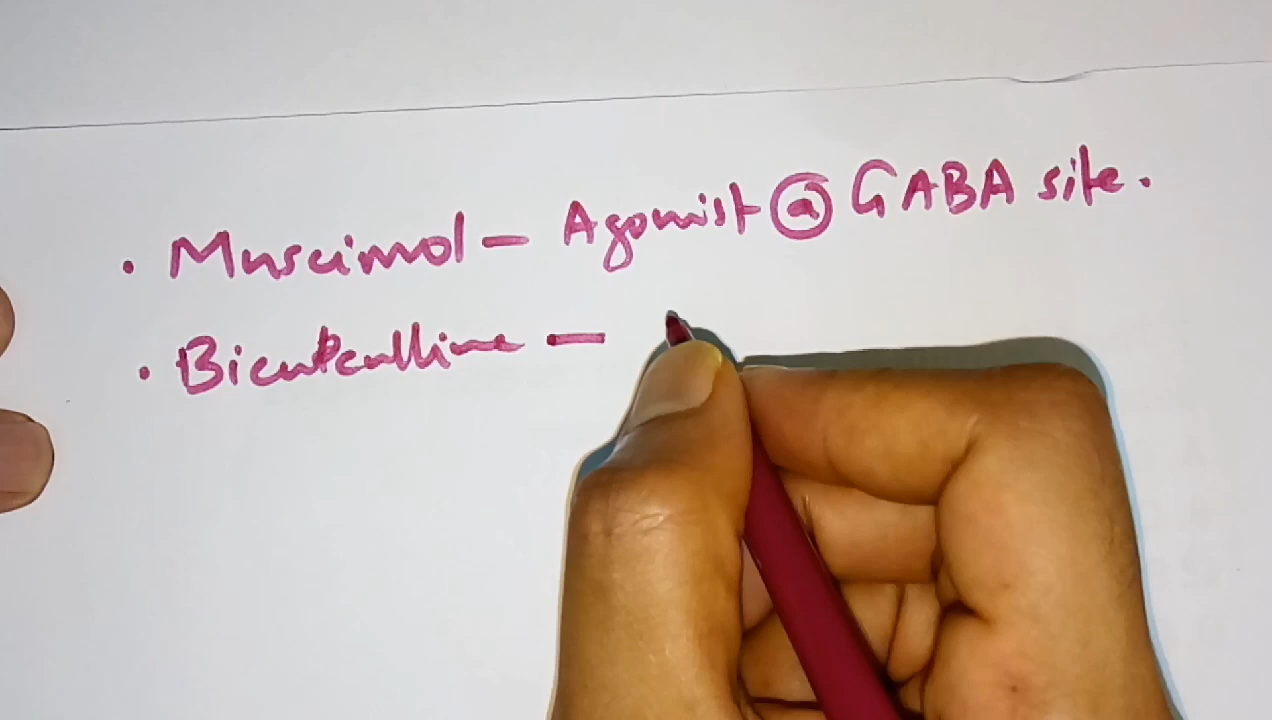 • Muscimol – Agonist @ GABA site.
• Bicuculline –